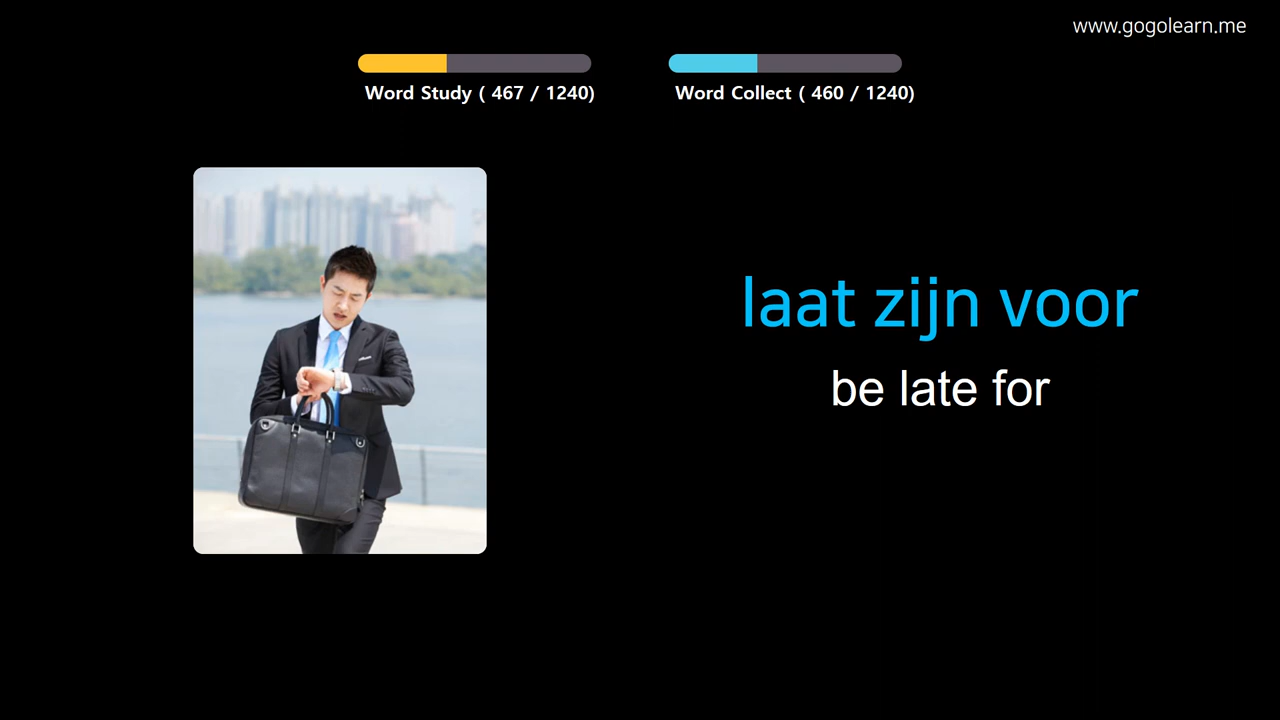 www.gogolearn.me
Word Study ( 467 / 1240)
Word Collect ( 460 / 1240)
laat zijn voor
be late for